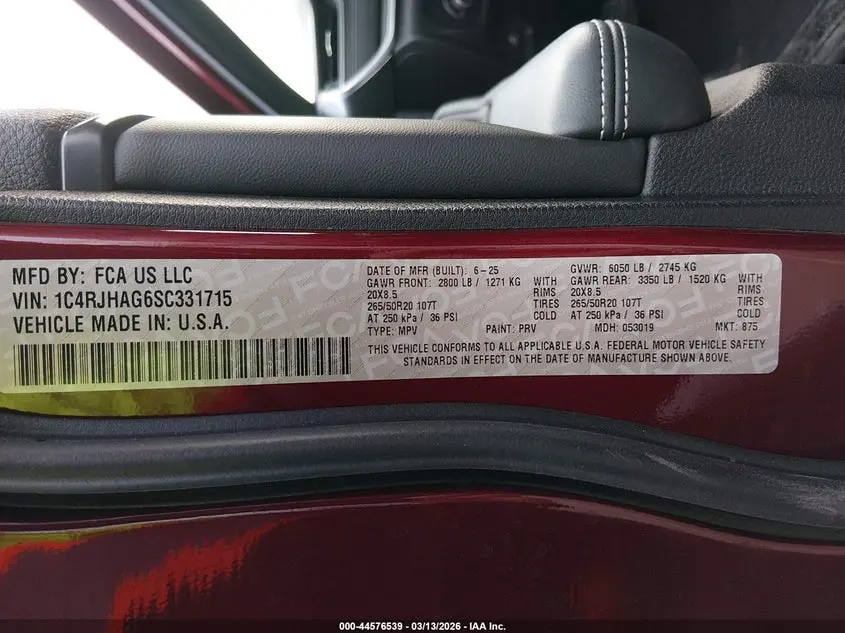 MFD BY: FCA US LLC
VIN: 1C4RJHAG6SC331715
VEHICLE MADE IN: U.S.A.
DATE OF MFR (BUILT): 6-25 GVWR: 6050 LB / 2745 KG
GAWR FRONT: 2800 LB / 1271 KG WITH GAWR REAR: 3350 LB / 1520 KG WITH
20X8.5 RIMS 20X8.5 RIMS
265/50R20 107T 265/50R20 107T
AT 250 kPa / 36 PSI COLD AT 250 kPa / 36 PSI COLD
TYPE: MPV PAINT: PRV MDH: 053019 MKT: 875
THIS VEHICLE CONFORMS TO ALL APPLICABLE U.S.A. FEDERAL MOTOR VEHICLE SAFETY
STANDARDS IN EFFECT ON THE DATE OF MANUFACTURE SHOWN ABOVE.
000-44576539 | 03/13/2026 - IAA Inc.